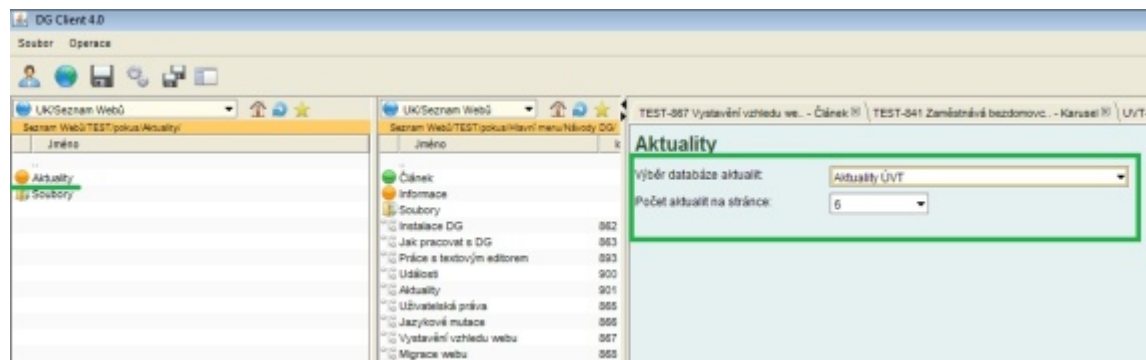 DG Client 4.0
Soubor Operace
UK/Seznam Webů
Seznam Webů/TEST/pokus/Aktuality/
Jméno
..
Aktuality
Soubory
UK/Seznam Webů
Seznam Webů/TEST/pokus/Hlavní menu/Návody DG/
Jméno k
..
Článek
Informace
Soubory
Instalace DG 862
Jak pracovat s DG 863
Práce s textovým editorem 893
Události 900
Aktuality 901
Uživatelská práva 865
Jazykové mutace 866
Vystavění vzhledu webu 867
Migrace webu 868
TEST-867 Vystavění vzhledu we.. - Článek TEST-841 Zaměstnává bezdomovc.. - Karusel UVT-
Aktuality
Výběr databáze aktualit: Aktuality ÚVT
Počet aktualit na stránce: 6